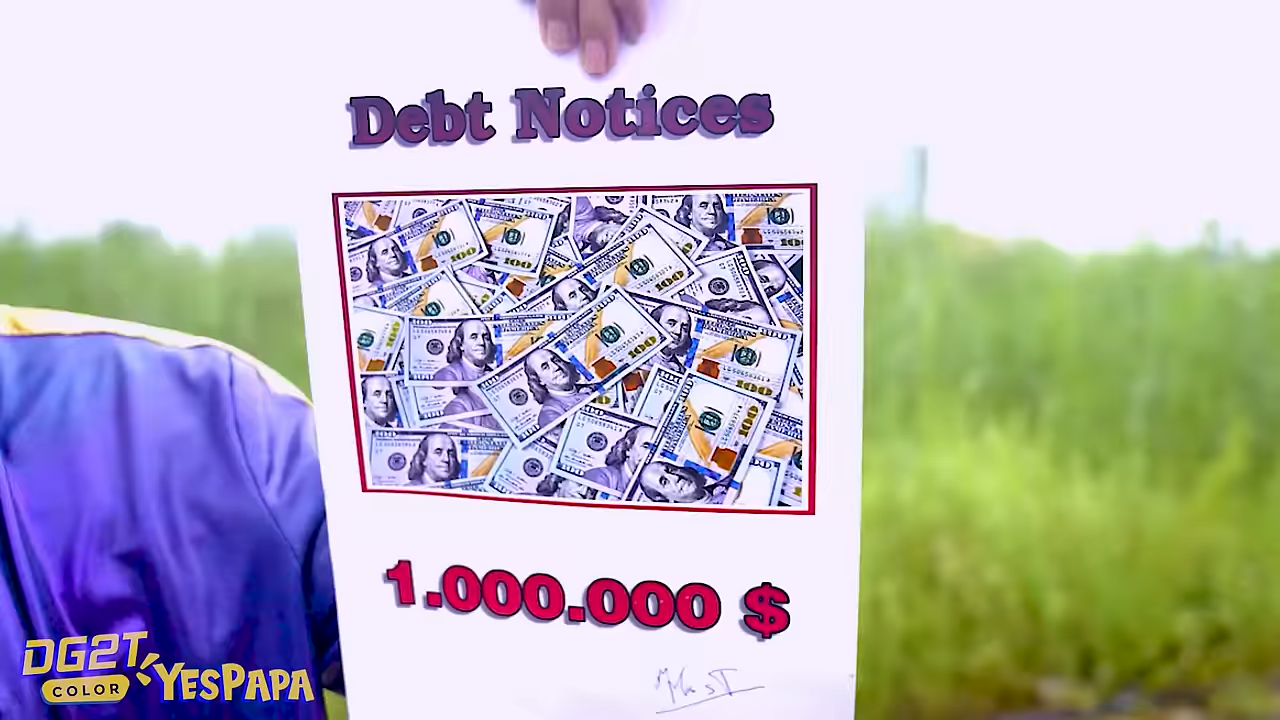 Debt Notices
1.000.000 $
DG2T
COLOR
YESPAPA